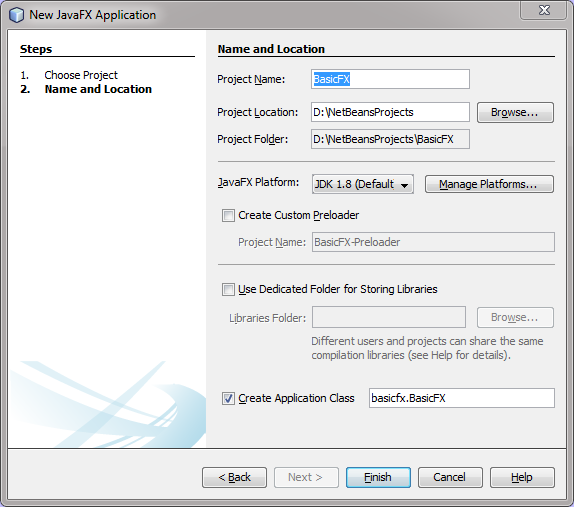 New JavaFX Application
Steps
1. Choose Project
2. Name and Location
Name and Location
Project Name: BasicFX
Project Location: D:\NetBeansProjects Browse...
Project Folder: D:\NetBeansProjects\BasicFX
JavaFX Platform: JDK 1.8 (Default Manage Platforms...
Create Custom Preloader
Project Name: BasicFX-Preloader
Use Dedicated Folder for Storing Libraries
Libraries Folder: Browse...
Different users and projects can share the same
compilation libraries (see Help for details).
Create Application Class basicfx.BasicFX
< Back Next > Finish Cancel Help